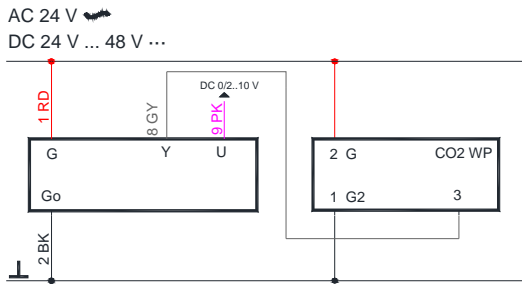 AC 24 V
DC 24 V ... 48 V ···
DC 0/2..10 V
1 RD
8 GY
9 PK
G
Y
U
Go
2 BK
2 G
CO2 WP
1 G2
3